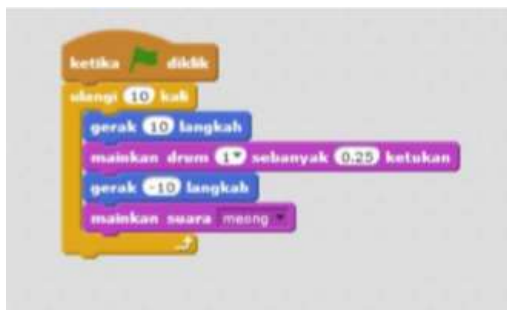 ketika diklik
ulangi 10 kali
gerak 10 langkah
mainkan drum 1 sebanyak 0.25 ketukan
gerak -10 langkah
mainkan suara meong